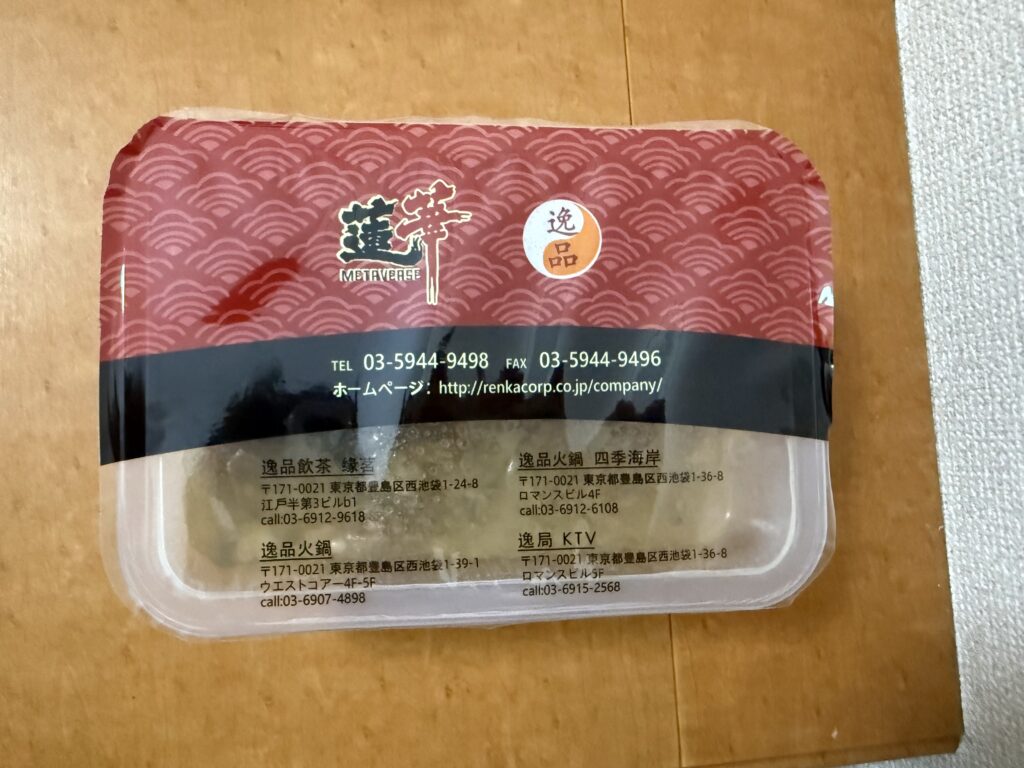 蓮華
METAVERSE
逸品
TEL 03-5944-9498 FAX 03-5944-9496
ホームページ: http://renkacorp.co.jp/company/
逸品飲茶 缘茗
〒171-0021 東京都豊島区西池袋1-24-8
江戸半第3ビルb1
call:03-6912-9618
逸品火鍋
〒171-0021 東京都豊島区西池袋1-39-1
ウエストコアー4F-5F
call:03-6907-4898
逸品火鍋 四季海岸
〒171-0021 東京都豊島区西池袋1-36-8
ロマンスビル4F
call:03-6912-6108
逸局 KTV
〒171-0021 東京都豊島区西池袋1-36-8
ロマンスビル5F
call:03-6915-2568